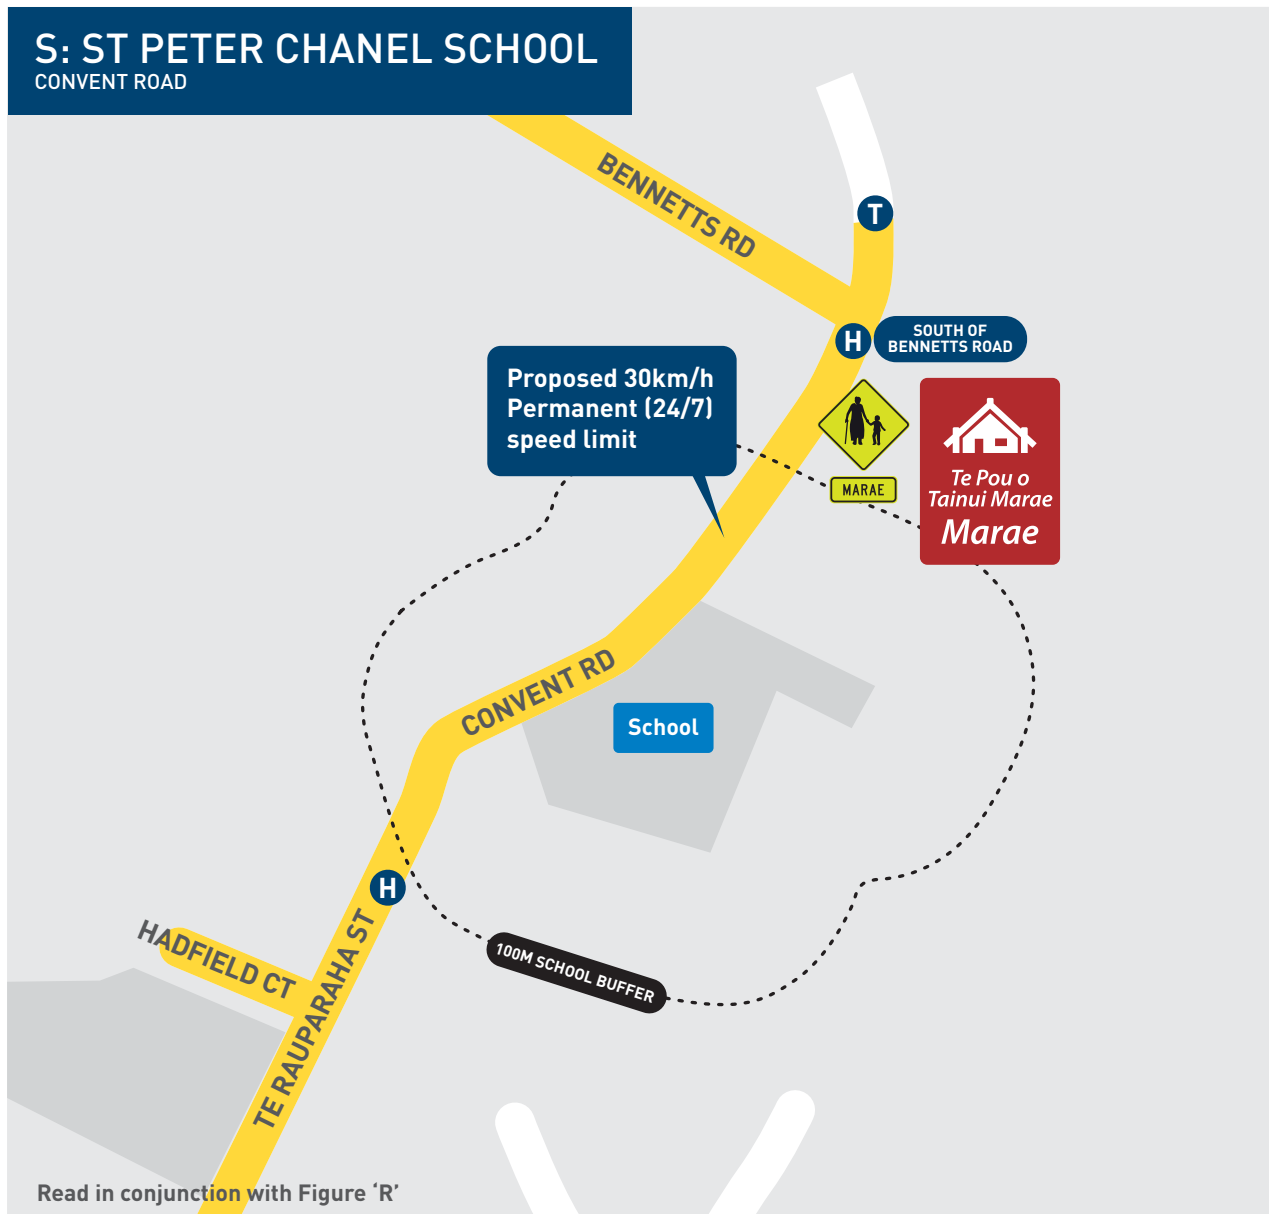 S: ST PETER CHANEL SCHOOL
CONVENT ROAD
BENNETTS RD
T
H
SOUTH OF
BENNETTS ROAD
Proposed 30km/h
Permanent (24/7)
speed limit
MARAE
Te Pou o
Tainui Marae
Marae
CONVENT RD
School
H
100M SCHOOL BUFFER
HADFIELD CT
TE RAUPARAHA ST
Read in conjunction with Figure ‘R’